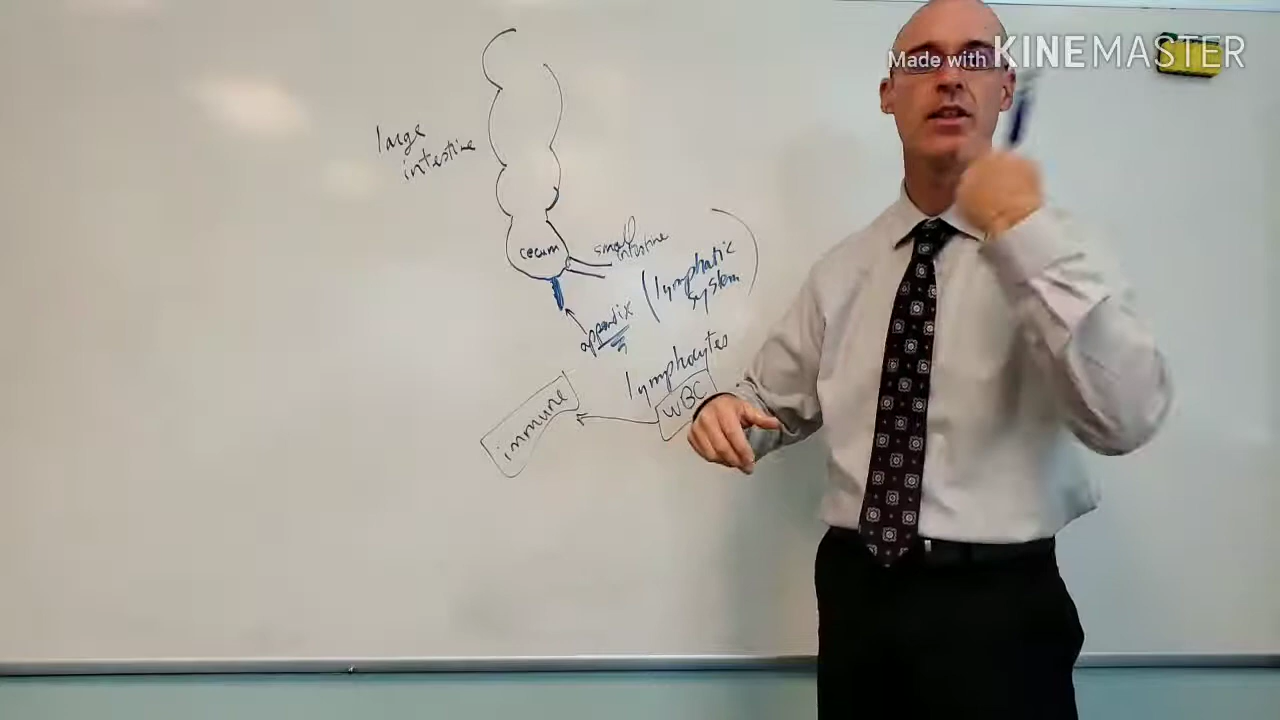 Made with KINEMASTER
large
intestine
cecum
small
intestine
(lymphatic
system)
appendix
lymphocytes
WBC
immune